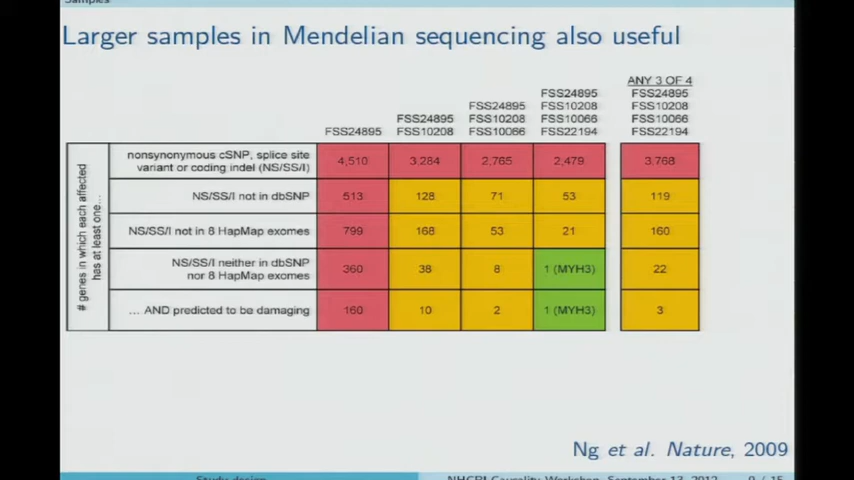 Samples
Larger samples in Mendelian sequencing also useful
FSS24895
FSS24895
FSS10208
FSS24895
FSS10208
FSS10066
FSS24895
FSS10208
FSS10066
FSS22194
ANY 3 OF 4
FSS24895
FSS10208
FSS10066
FSS22194
# genes in which each affected
has at least one...
nonsynonymous cSNP, splice site
variant or coding indel (NS/SS/I)
4,510 3,284 2,765 2,479 3,768
NS/SS/I not in dbSNP 513 128 71 53 119
NS/SS/I not in 8 HapMap exomes 799 168 53 21 160
NS/SS/I neither in dbSNP
nor 8 HapMap exomes
360 38 8 1 (MYH3) 22
... AND predicted to be damaging 160 10 2 1 (MYH3) 3
Ng et al. Nature, 2009
Study design NHGRI Causality Workshop, September 13, 2012 9 / 15